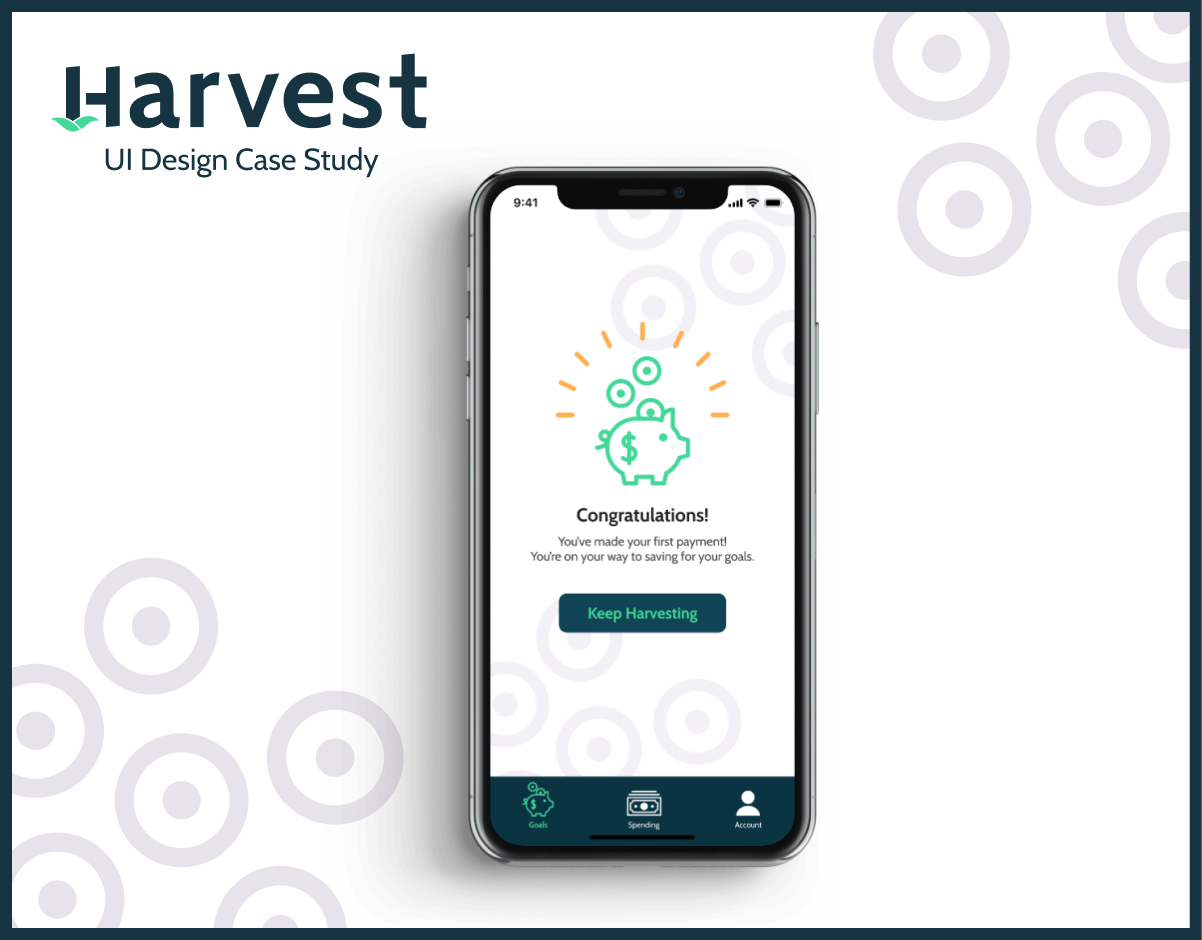 Harvest
UI Design Case Study
9:41
$
Congratulations!
You've made your first payment!
You're on your way to saving for your goals.
Keep Harvesting
$
Goals
Spending
Account